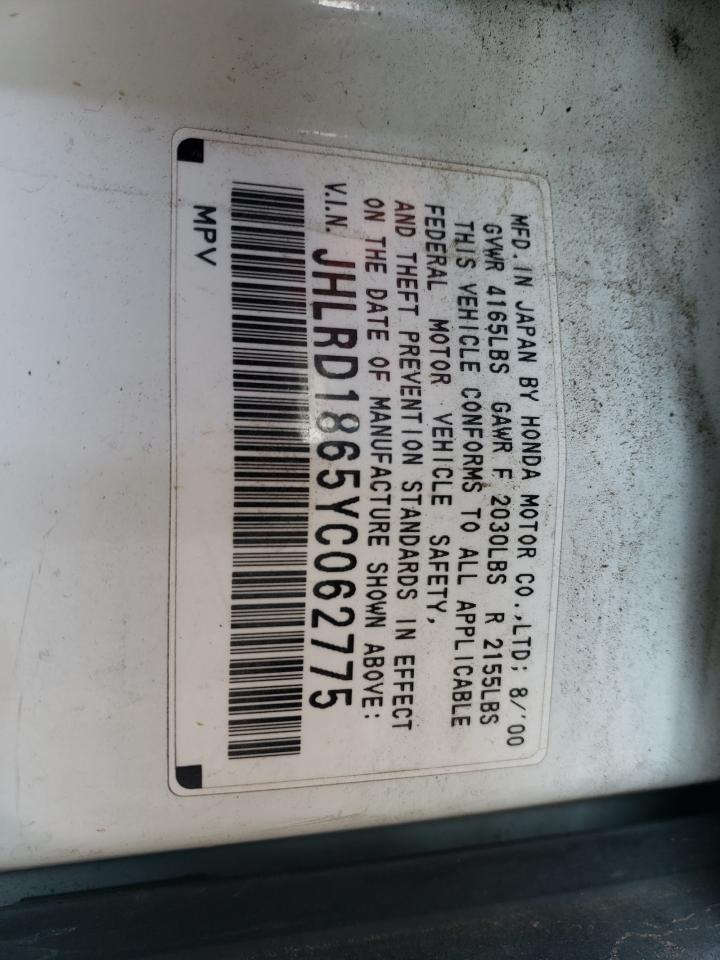 MFD. IN JAPAN BY HONDA MOTOR CO.,LTD; 8/'00
GVWR 4165LBS GAWR F 2030LBS R 2155LBS
THIS VEHICLE CONFORMS TO ALL APPLICABLE
FEDERAL MOTOR VEHICLE SAFETY,
AND THEFT PREVENTION STANDARDS IN EFFECT
ON THE DATE OF MANUFACTURE SHOWN ABOVE:
V.I.N. JHLRD1865YC062775
MPV